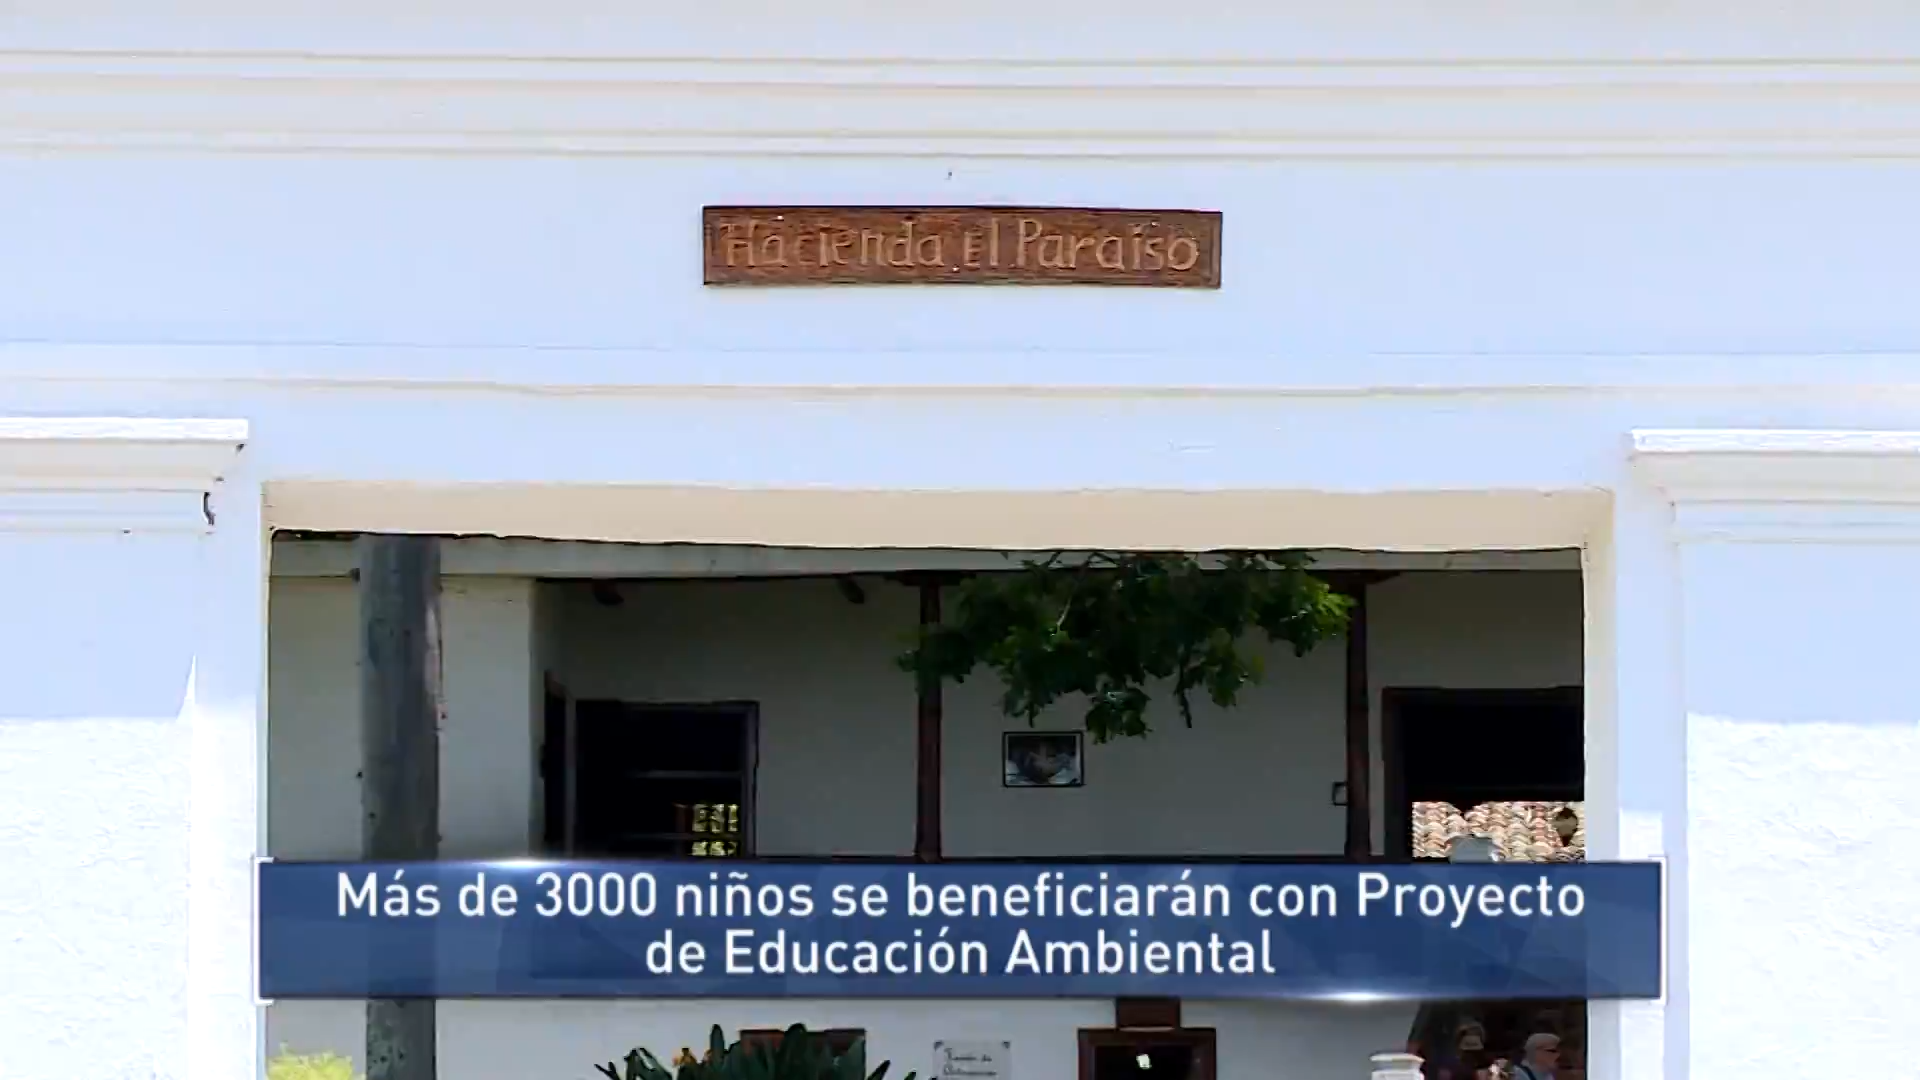 Hacienda El Paraíso
Más de 3000 niños se beneficiarán con Proyecto
de Educación Ambiental